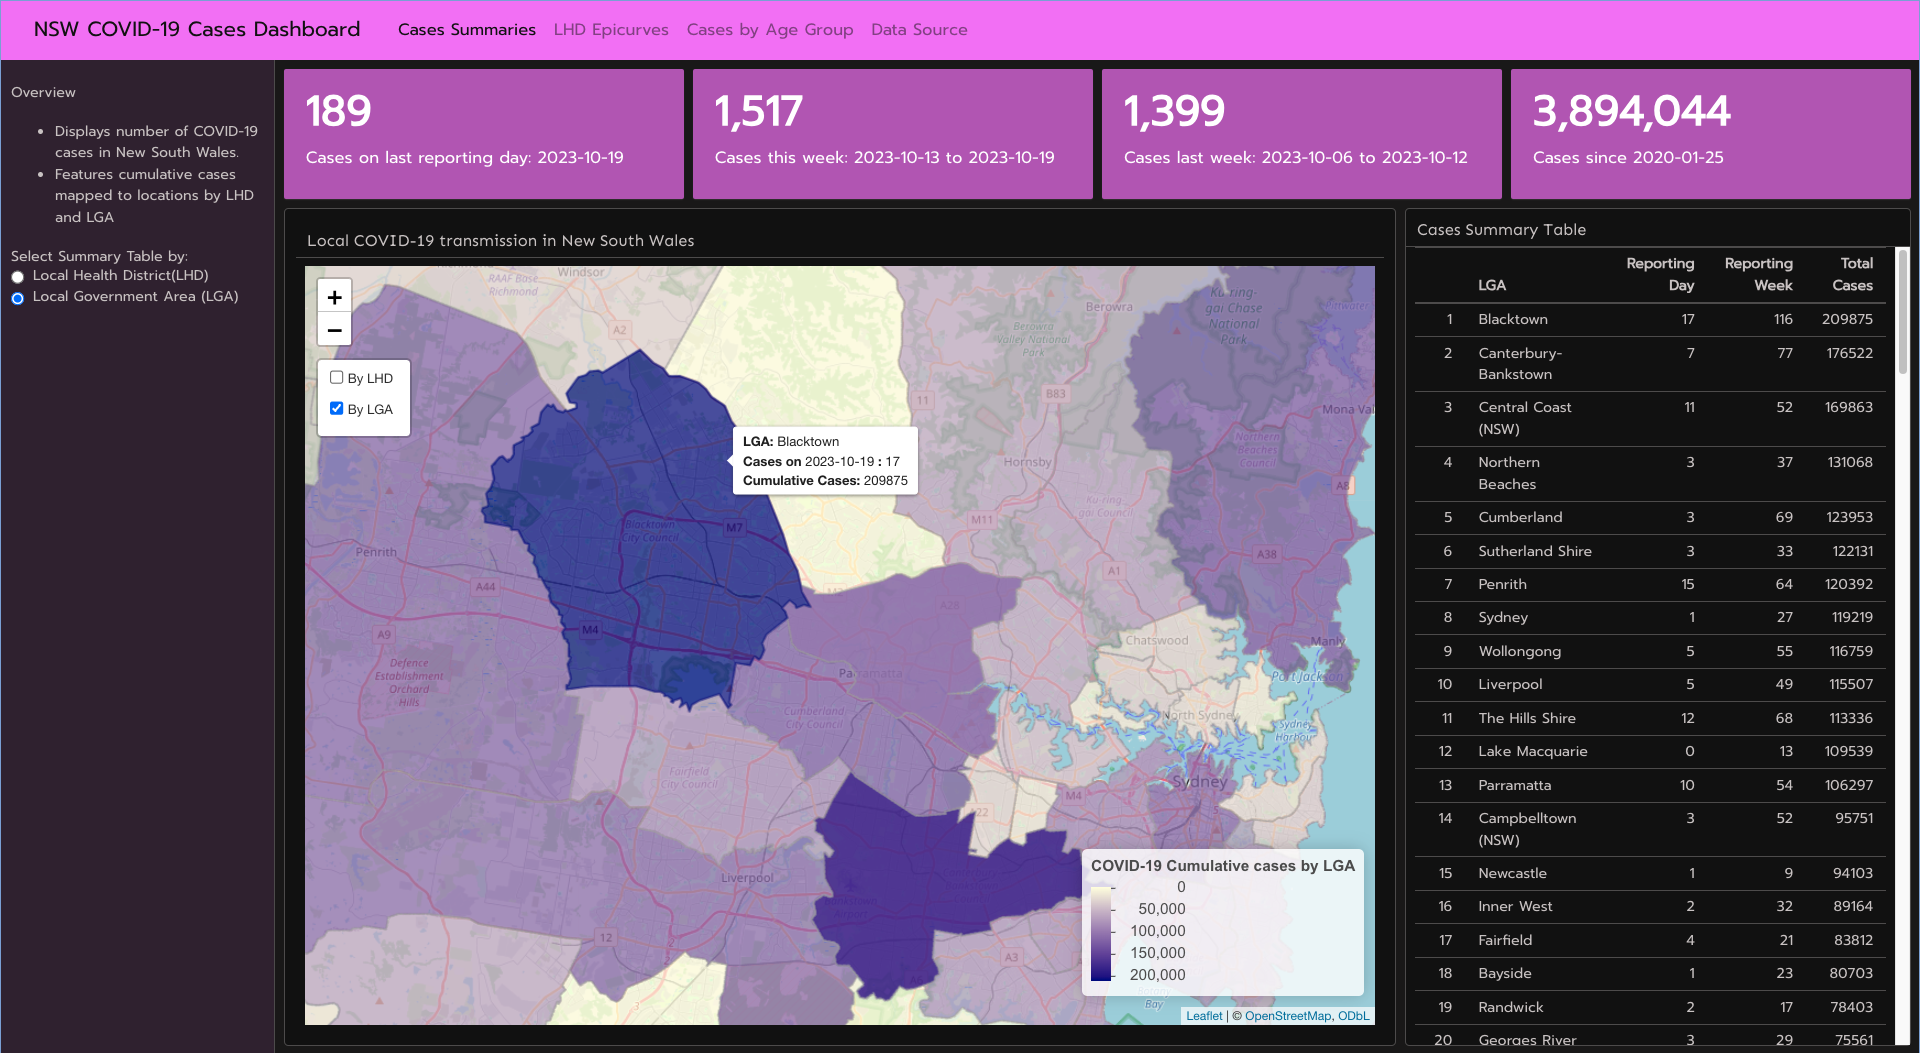 NSW COVID-19 Cases Dashboard
Cases Summaries
LHD Epicurves
Cases by Age Group
Data Source
Overview
• Displays number of COVID-19
cases in New South Wales.
• Features cumulative cases
mapped to locations by LHD
and LGA
Select Summary Table by:
Local Health District(LHD)
Local Government Area (LGA)
189
Cases on last reporting day: 2023-10-19
1,517
Cases this week: 2023-10-13 to 2023-10-19
1,399
Cases last week: 2023-10-06 to 2023-10-12
3,894,044
Cases since 2020-01-25
Local COVID-19 transmission in New South Wales
+
−
By LHD
By LGA
Windsor
RAAF Base
Richmond
A2
Berowra
Berowra
Valley National
Park
Ku-ring-
gai Chase
National
Park
Pittwater
11
B83
Mona Val
LGA: Blacktown
Cases on 2023-10-19 : 17
Cumulative Cases: 209875
Northern
Beaches
Council
Hornsby
A8
Ku-ring-
gai Council
M11
Blacktown
City Council
M7
Penrith
A38
A1
A44
A28
M4
A9
Chatswood
Manly
Defence
Establishment
Orchard
Hills
Parramatta
Port Jackson
Cumberland
City Council
North Sydney
Sydney
Harbour
Fairfield
City Council
Sydney
M4
A22
Liverpool
Airport
12
A3
Bay
COVID-19 Cumulative cases by LGA
0
50,000
100,000
150,000
200,000
Leaflet | © OpenStreetMap, ODbL
Cases Summary Table
LGA Reporting Day Reporting Week Total Cases
1 Blacktown 17 116 209875
2 Canterbury-Bankstown 7 77 176522
3 Central Coast (NSW) 11 52 169863
4 Northern Beaches 3 37 131068
5 Cumberland 3 69 123953
6 Sutherland Shire 3 33 122131
7 Penrith 15 64 120392
8 Sydney 1 27 119219
9 Wollongong 5 55 116759
10 Liverpool 5 49 115507
11 The Hills Shire 12 68 113336
12 Lake Macquarie 0 13 109539
13 Parramatta 10 54 106297
14 Campbelltown (NSW) 3 52 95751
15 Newcastle 1 9 94103
16 Inner West 2 32 89164
17 Fairfield 4 21 83812
18 Bayside 1 23 80703
19 Randwick 2 17 78403
20 Georges River 3 29 75561